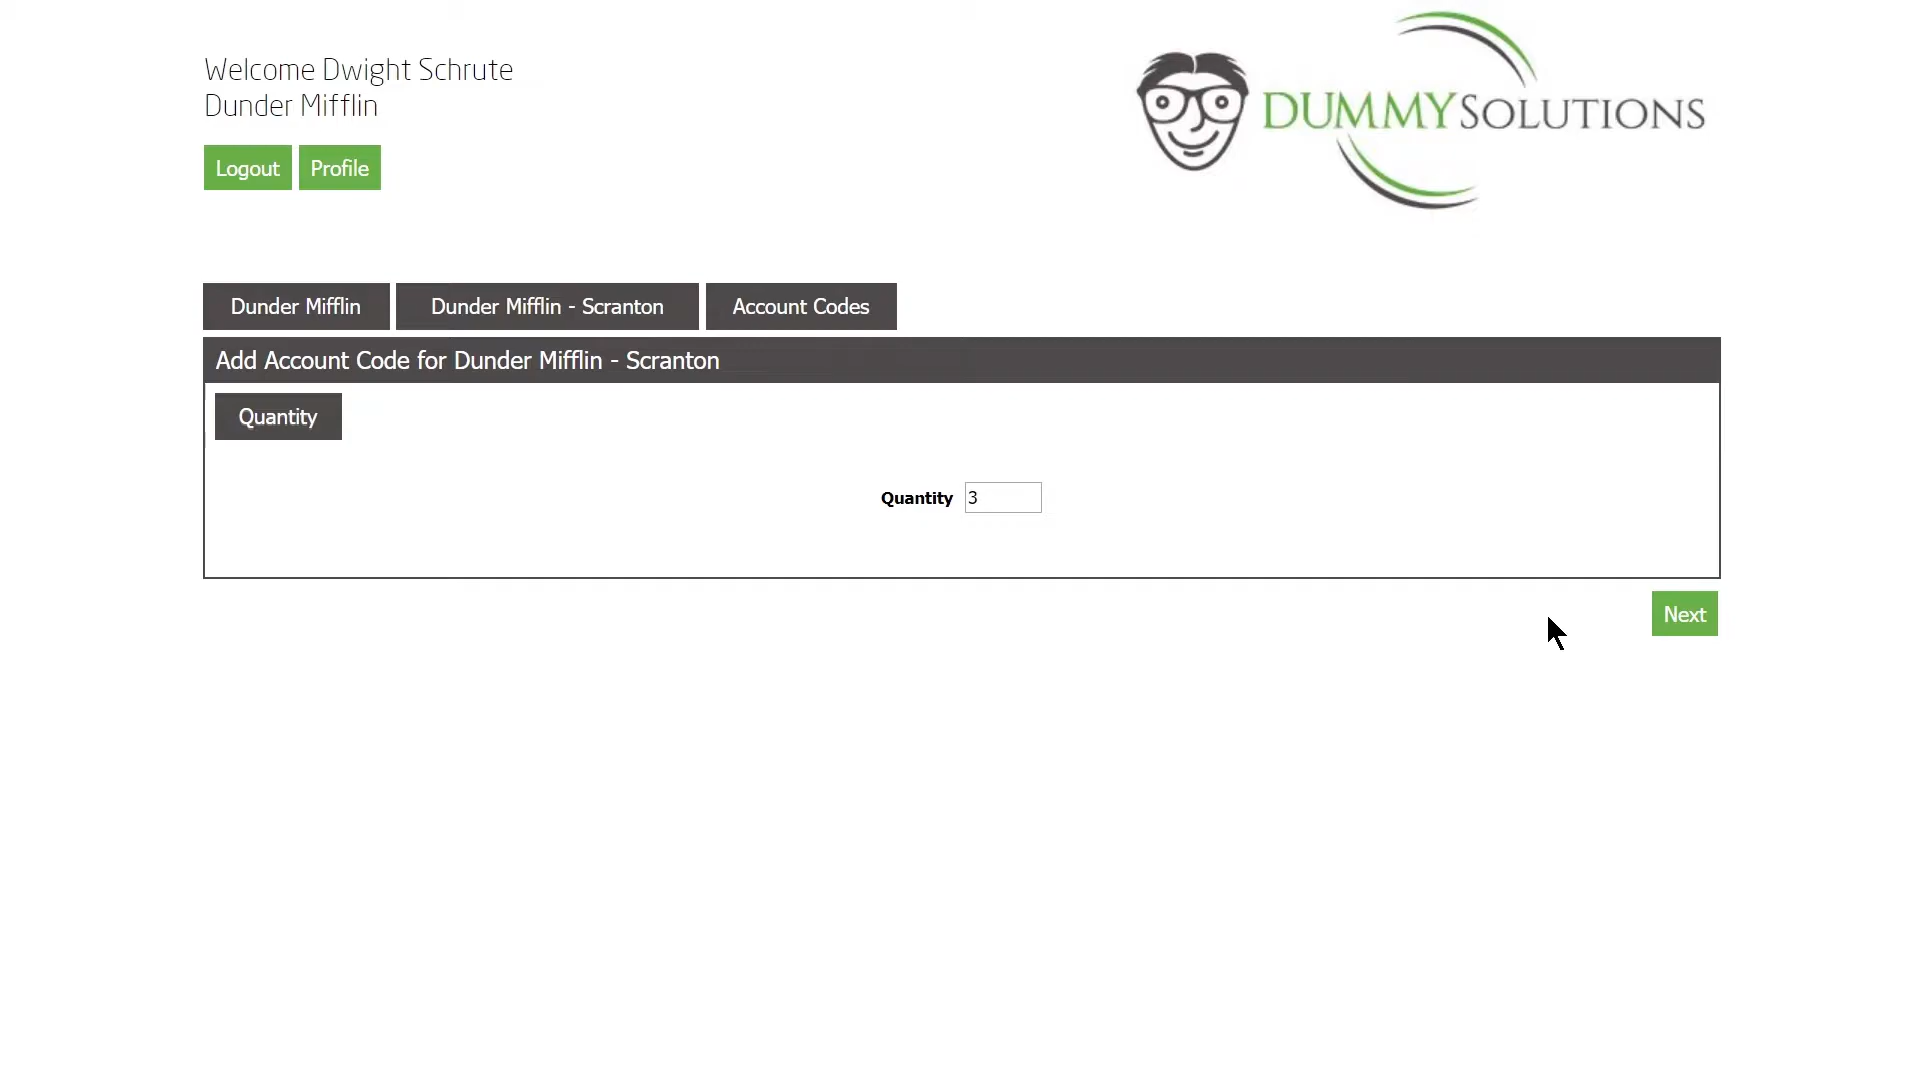 Welcome Dwight Schrute
Dunder Mifflin
Logout Profile
DUMMYSOLUTIONS
Dunder Mifflin Dunder Mifflin - Scranton Account Codes
Add Account Code for Dunder Mifflin - Scranton
Quantity
Quantity 3
Next